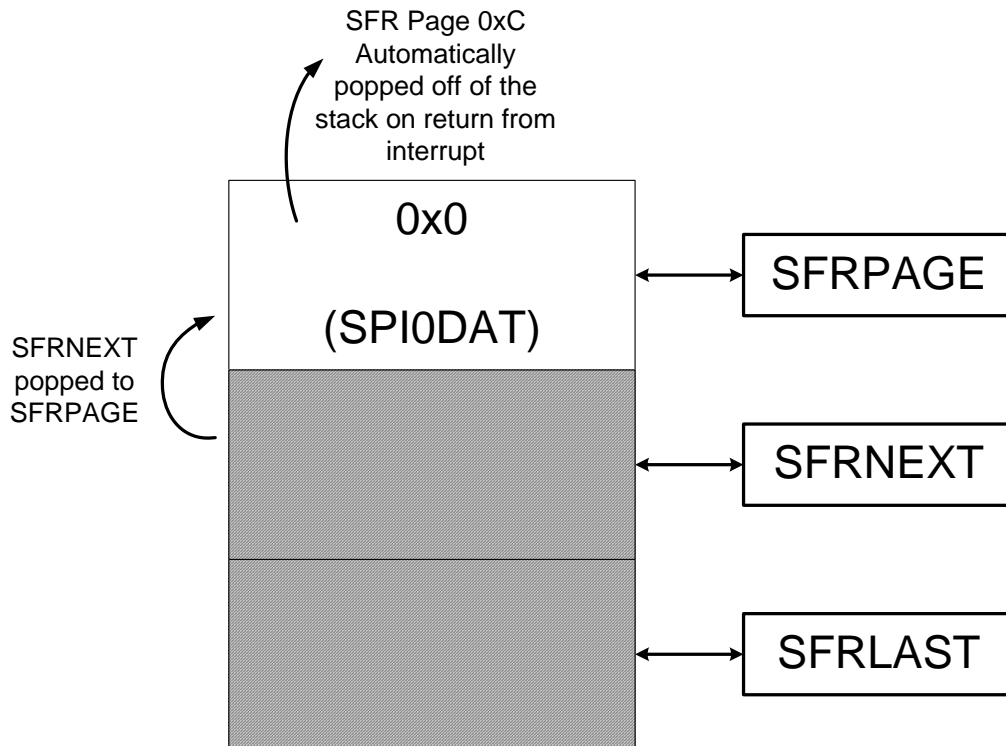 SFR Page 0xC
Automatically
popped off of the
stack on return from
interrupt
0x0
SFRPAGE
(SPI0DAT)
SFRNEXT
popped to
SFRPAGE
SFRNEXT
SFRLAST